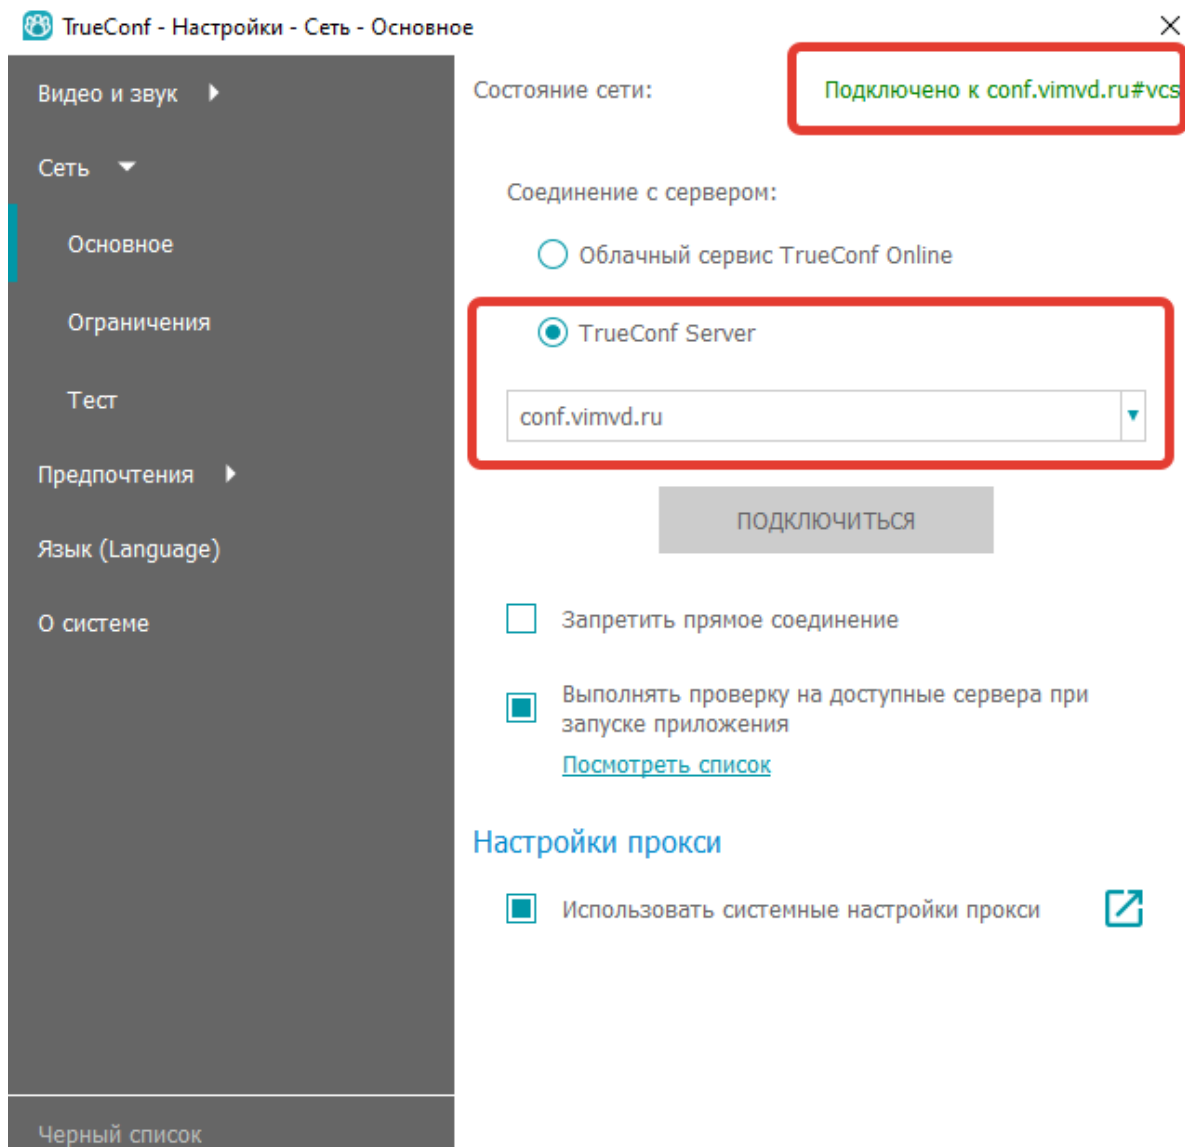 TrueConf - Настройки - Сеть - Основное
Видео и звук
Сеть
Основное
Ограничения
Тест
Предпочтения
Язык (Language)
О системе
Черный список
Состояние сети:
Подключено к conf.vimvd.ru#vcs
Соединение с сервером:
Облачный сервис TrueConf Online
TrueConf Server
conf.vimvd.ru
ПОДКЛЮЧИТЬСЯ
Запретить прямое соединение
Выполнять проверку на доступные сервера при
запуске приложения
Посмотреть список
Настройки прокси
Использовать системные настройки прокси